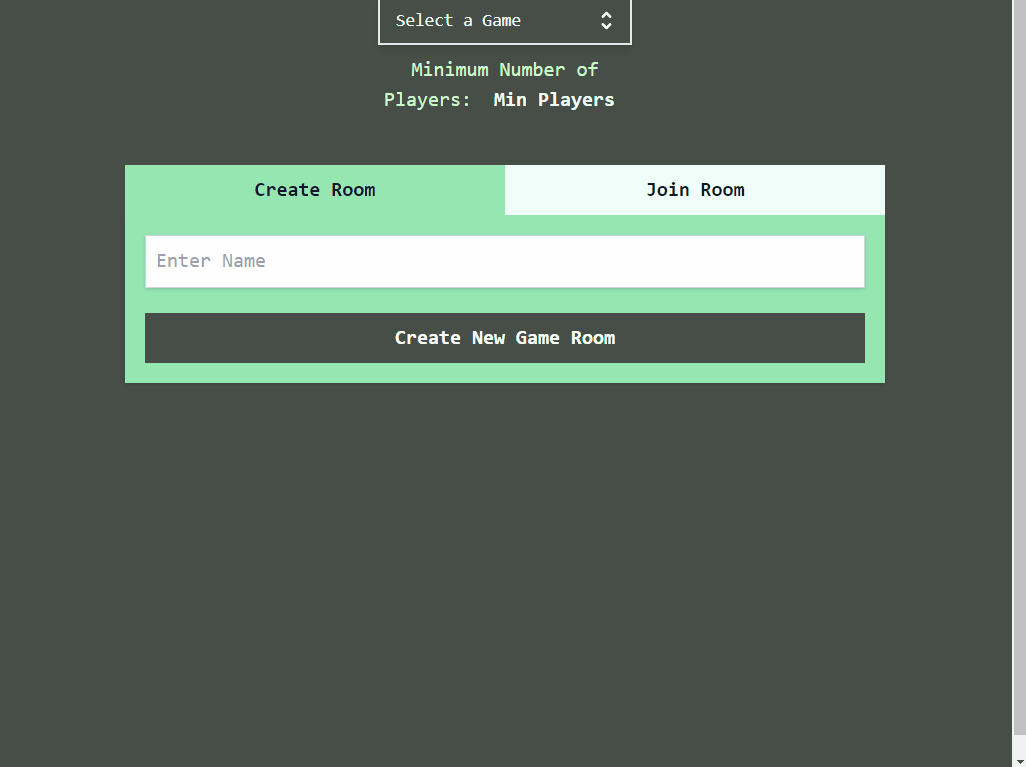 Select a Game
Minimum Number of
Players: Min Players
Create Room
Join Room
Enter Name
Create New Game Room